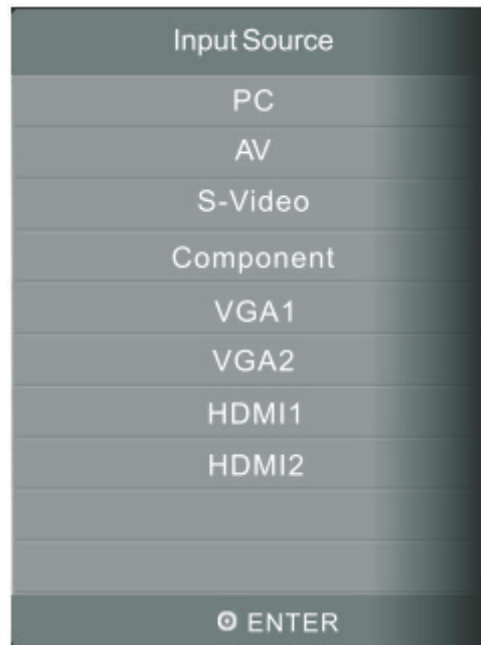 Input Source
PC
AV
S-Video
Component
VGA1
VGA2
HDMI1
HDMI2
ENTER